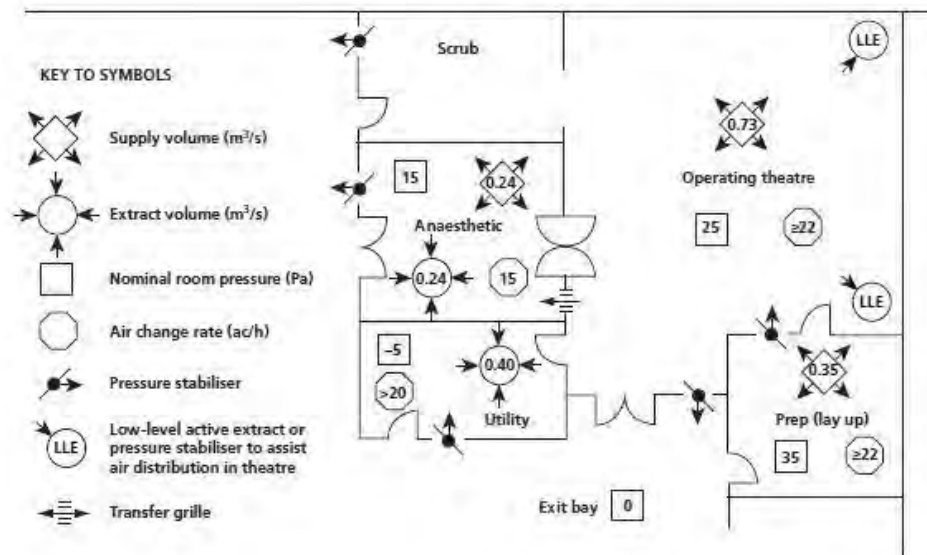 KEY TO SYMBOLS
Supply volume (m³/s)
Extract volume (m³/s)
Nominal room pressure (Pa)
Air change rate (ac/h)
Pressure stabiliser
LLE
Low-level active extract or
pressure stabiliser to assist
air distribution in theatre
Transfer grille
Scrub
15
0.24
Anaesthetic
0.24
15
–5
0.40
>20
Utility
LLE
0.73
Operating theatre
25
≥22
LLE
0.35
Prep (lay up)
35
≥22
Exit bay
0